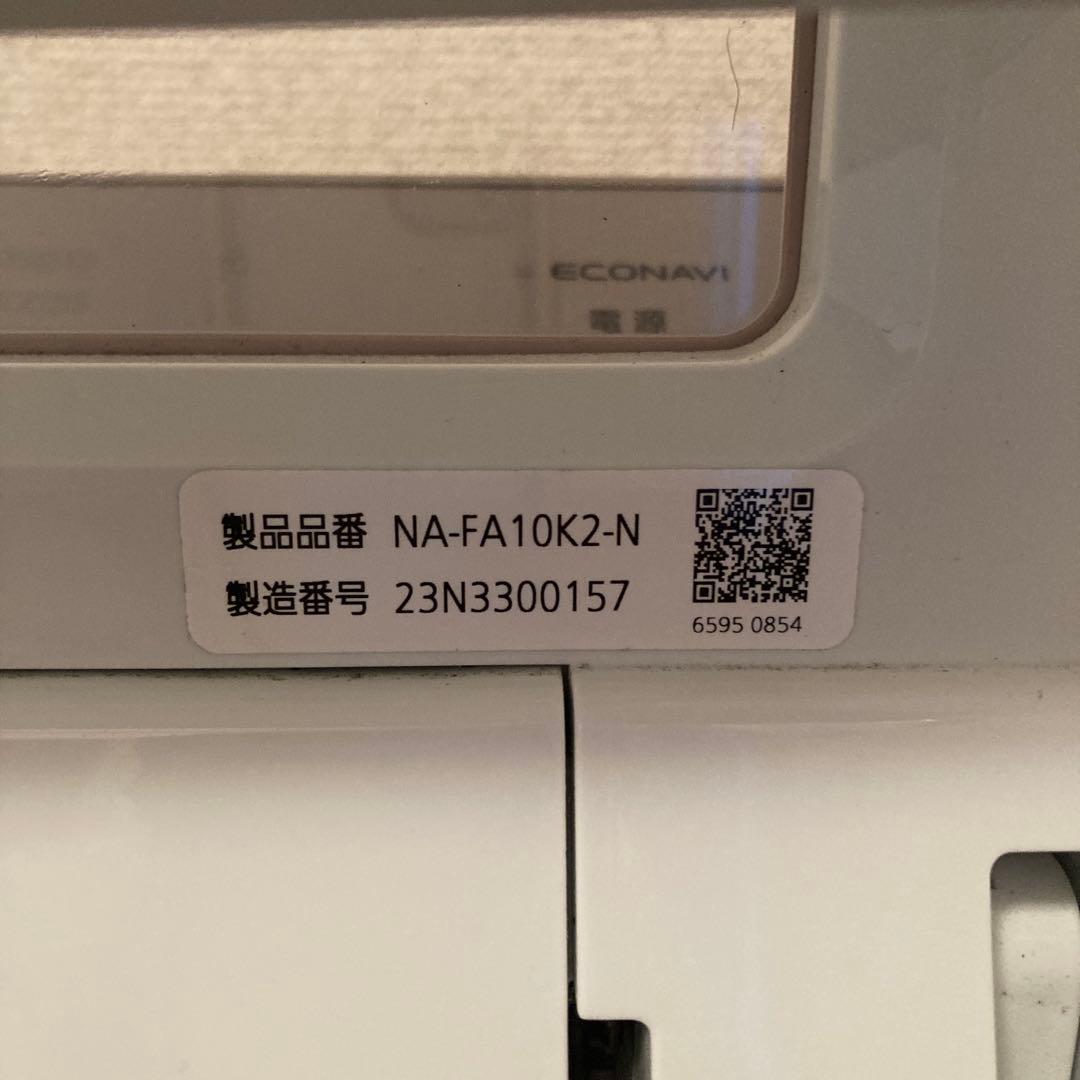 ECONAVI
電源
製品品番 NA-FA10K2-N
製造番号 23N3300157
6595 0854